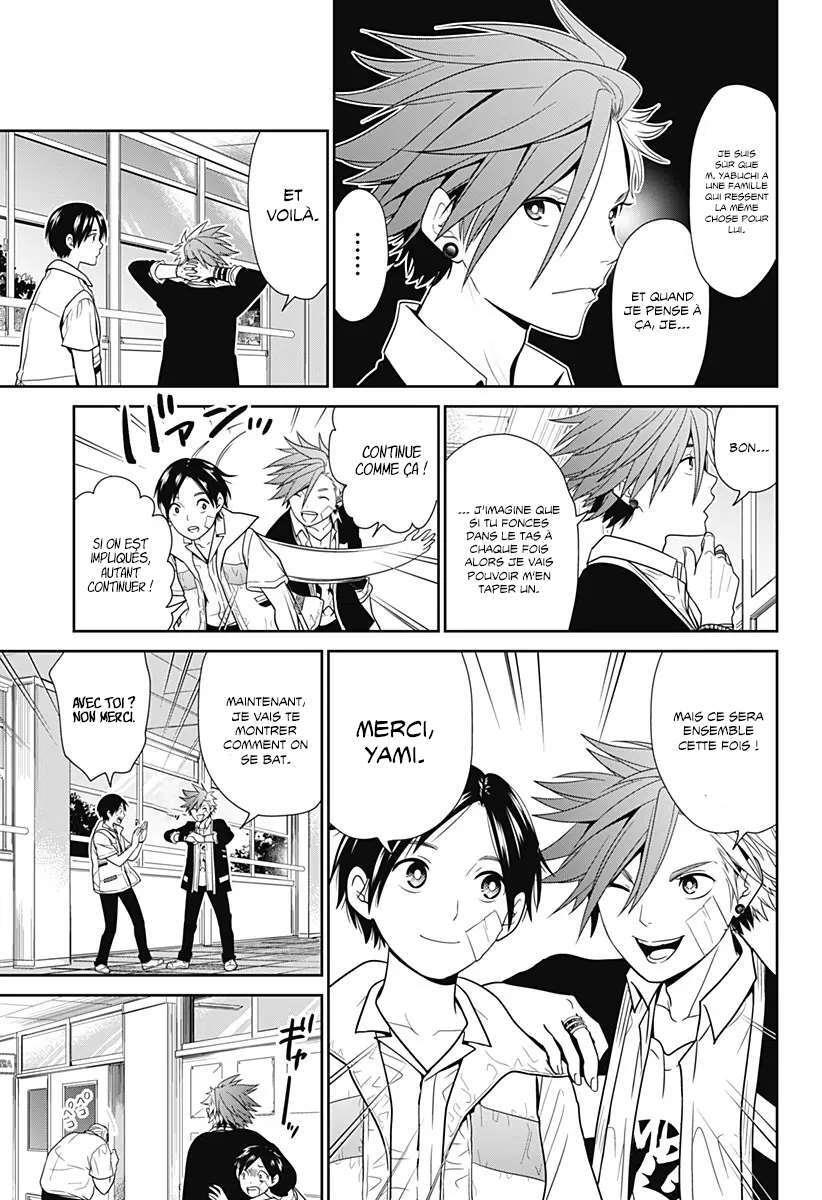 JE SUIS
SUR QUE
M. YABUCHI A
UNE FAMILLE
QUI RESSENT
LA MÊME
CHOSE POUR
LUI.
ET QUAND
JE PENSE À
ÇA, JE...
........
ET
VOILÀ.
BON...
... J'IMAGINE QUE
SI TU FONCES
DANS LE TAS À
CHAQUE FOIS
ALORS JE VAIS
POUVOIR M'EN
TAPER UN.
CONTINUE
COMME ÇA !
SI ON EST
IMPLIQUÉS,
AUTANT
CONTINUER !
MAIS CE SERA
ENSEMBLE
CETTE FOIS !
MERCI,
YAMI.
MAINTENANT,
JE VAIS TE
MONTRER
COMMENT ON
SE BAT.
AVEC TOI ?
NON MERCI.